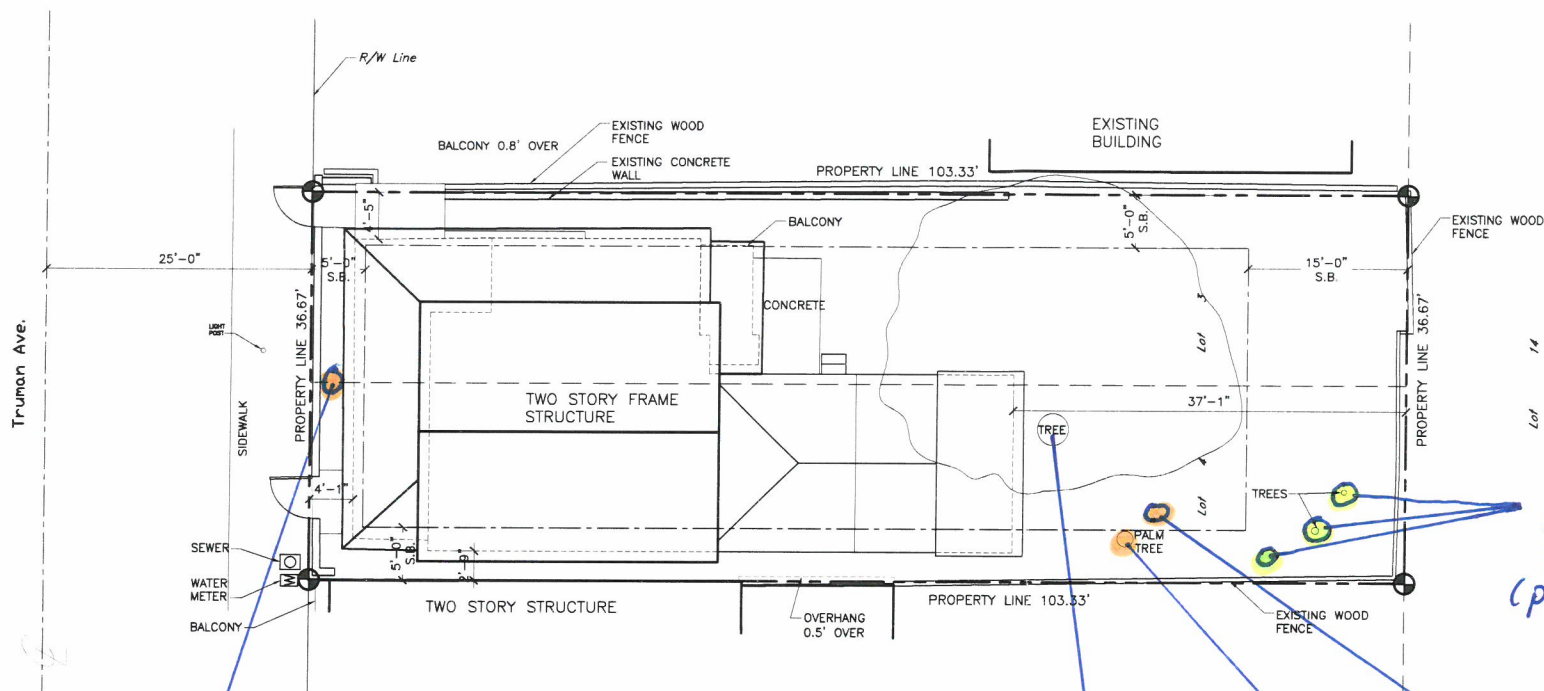 R/W Line
EXISTING WOOD
FENCE
BALCONY 0.8' OVER
EXISTING CONCRETE
WALL
EXISTING
BUILDING
PROPERTY LINE 103.33'
4'-5"
BALCONY
5'-0"
S.B.
EXISTING WOOD
FENCE
25'-0"
5'-0"
S.B.
15'-0"
S.B.
CONCRETE
PROPERTY LINE 36.67'
LIGHT
POST
Lot 3
PROPERTY LINE 36.67'
Lot 14
Truman Ave.
SIDEWALK
TWO STORY FRAME
STRUCTURE
37'-1"
TREE
Lot 4
4'-1"
TREES
PALM
TREE
5'-0"
S.B.
2'-9"
SEWER
WATER
METER
W
BALCONY
TWO STORY STRUCTURE
OVERHANG
0.5' OVER
PROPERTY LINE 103.33'
EXISTING WOOD
FENCE
(p